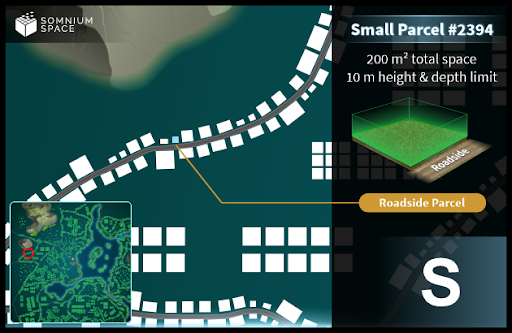 SOMNIUM
SPACE
Small Parcel #2394
200 m² total space
10 m height & depth limit
Roadside
Roadside Parcel
S